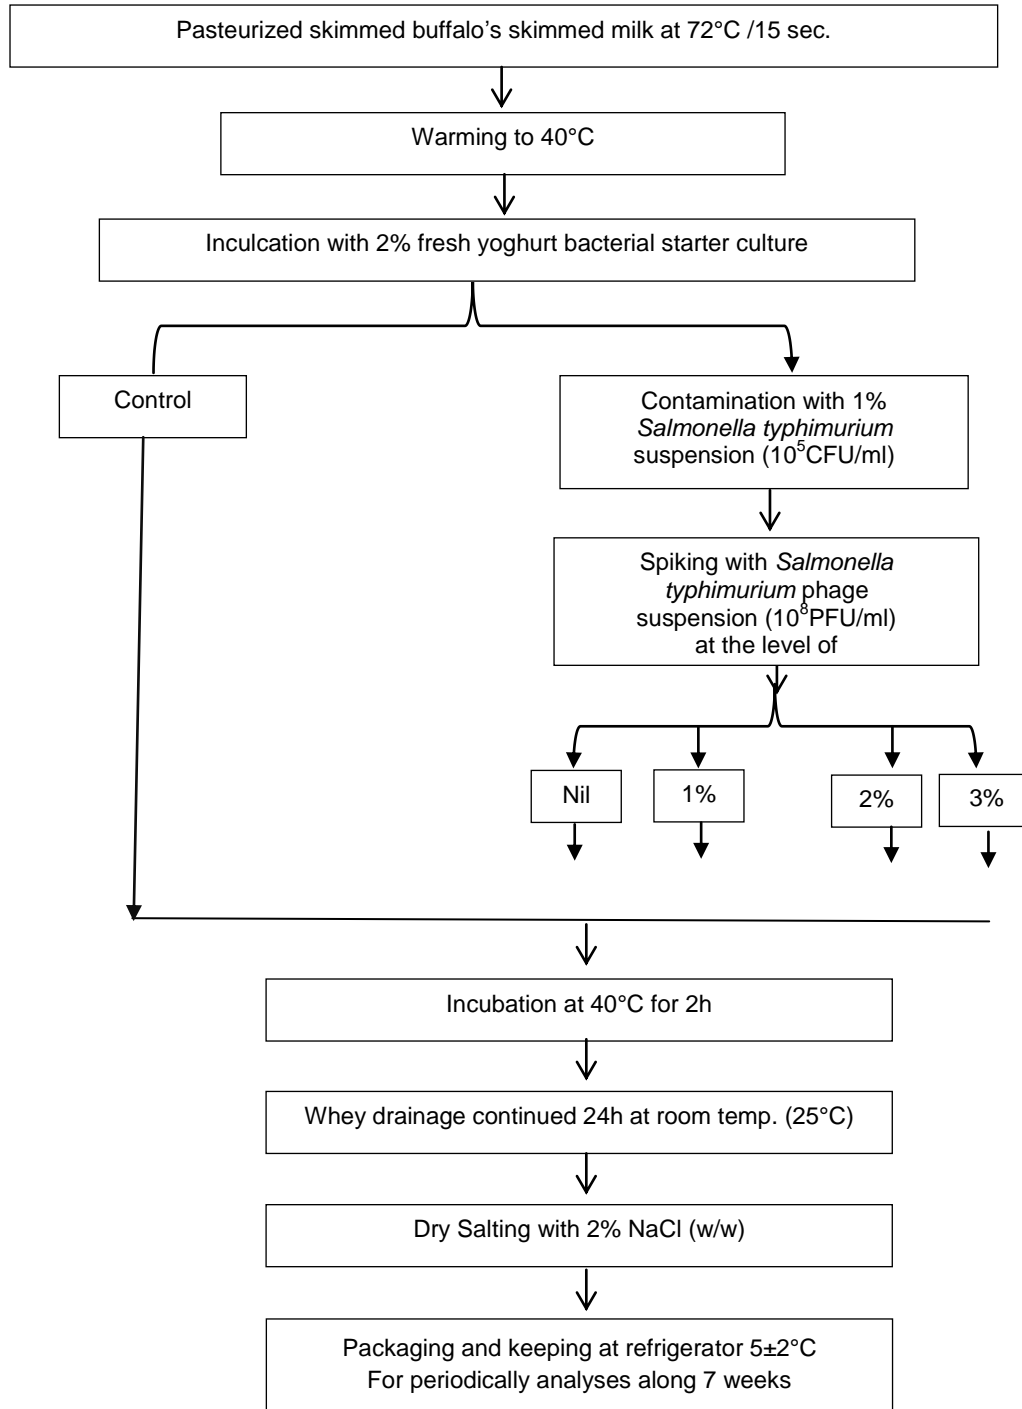 Pasteurized skimmed buffalo's skimmed milk at 72°C /15 sec.
Warming to 40°C
Inculcation with 2% fresh yoghurt bacterial starter culture
Control
Contamination with 1%
Salmonella typhimurium
suspension (10⁵CFU/ml)
Spiking with Salmonella
typhimurium phage
suspension (10⁸PFU/ml)
at the level of
Nil
1%
2%
3%
Incubation at 40°C for 2h
Whey drainage continued 24h at room temp. (25°C)
Dry Salting with 2% NaCl (w/w)
Packaging and keeping at refrigerator 5±2°C
For periodically analyses along 7 weeks